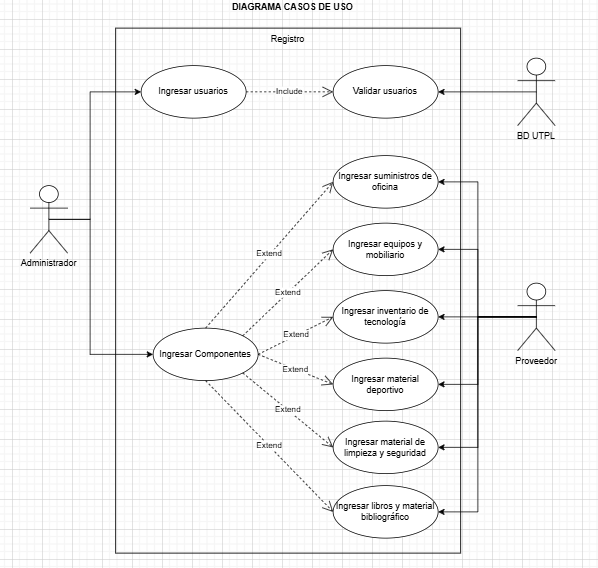 DIAGRAMA CASOS DE USO
Registro
Ingresar usuarios
Include
Validar usuarios
BD UTPL
Ingresar suministros de
oficina
Administrador
Extend
Ingresar equipos y
mobiliario
Extend
Ingresar inventario de
tecnología
Extend
Ingresar Componentes
Proveedor
Extend
Ingresar material
deportivo
Extend
Ingresar material de
limpieza y seguridad
Extend
Ingresar libros y material
bibliográfico